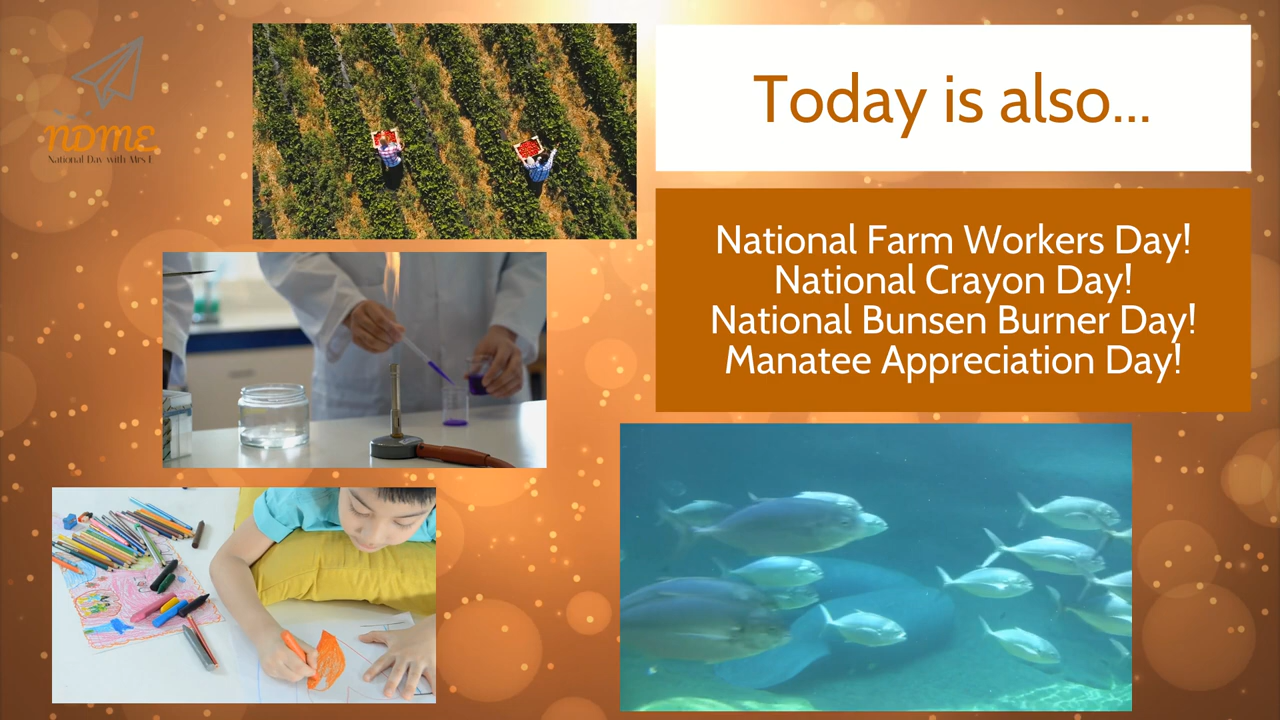 NDME
National Day with Mrs E
Today is also...
National Farm Workers Day!
National Crayon Day!
National Bunsen Burner Day!
Manatee Appreciation Day!